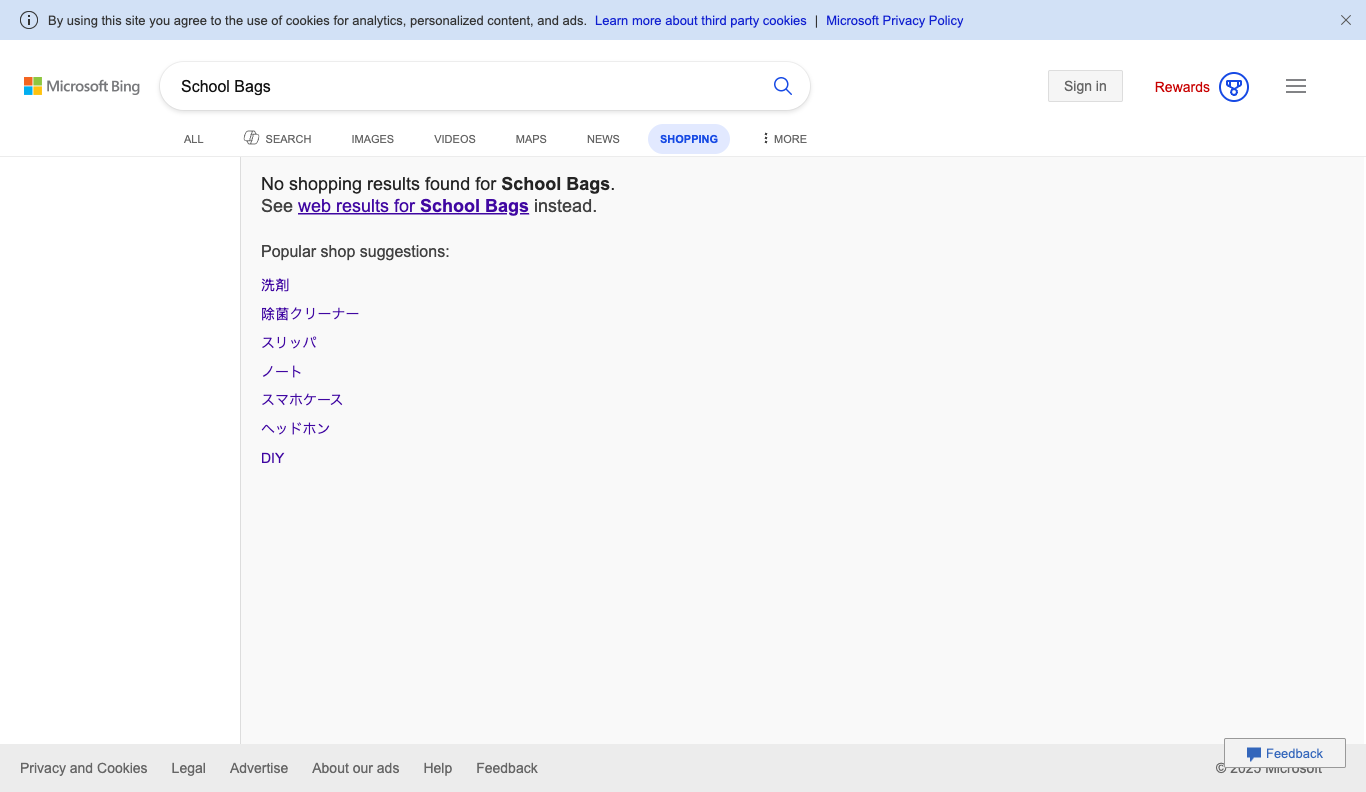 By using this site you agree to the use of cookies for analytics, personalized content, and ads. Learn more about third party cookies | Microsoft Privacy Policy
Microsoft Bing
School Bags
Sign in
Rewards
ALL
SEARCH
IMAGES
VIDEOS
MAPS
NEWS
SHOPPING
MORE
No shopping results found for School Bags.
See web results for School Bags instead.
Popular shop suggestions:
洗剤
除菌クリーナー
スリッパ
ノート
スマホケース
ヘッドホン
DIY
Feedback
Privacy and Cookies
Legal
Advertise
About our ads
Help
Feedback
© 2025 Microsoft